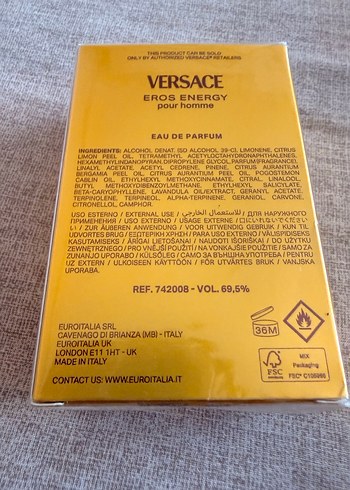 THIS PRODUCT CAN BE SOLD
ONLY BY AUTHORIZED VERSACE® RETAILERS
VERSACE
EROS ENERGY
pour homme
EAU DE PARFUM
INGREDIENTS: ALCOHOL DENAT. (SD ALCOHOL 39-C), LIMONENE, CITRUS
LIMON PEEL OIL, TETRAMETHYL ACETYLOCTAHYDRONAPHTHALENES,
HEXAMETHYLINDANOPYRAN, DIPROPYLENE GLYCOL, PARFUM(FRAGRANCE),
LINALYL ACETATE, ACETYL CEDRENE, PINENE, CITRUS AURANTIUM
BERGAMIA PEEL OIL, CITRUS AURANTIUM PEEL OIL, POGOSTEMON
CABLIN OIL, ETHYLHEXYL METHOXYCINNAMATE, CITRAL, LINALOOL,
BUTYL METHOXYDIBENZOYLMETHANE, ETHYLHEXYL SALICYLATE,
BETA-CARYOPHYLLENE, LAVANDULA OIL/EXTRACT, GERANYL ACETATE,
TERPINOLENE, TERPINEOL, ALPHA-TERPINENE, GERANIOL, CARVONE,
CITRONELLOL, CAMPHOR.
USO ESTERNO / EXTERNAL USE / للاستعمال الخارجي / ДЛЯ НАРУЖНОГО
ПРИМЕНЕНИЯ / USO EXTERNO / USAGE EXTERNE /
/ ZUR ÄUßEREN ANWENDUNG / VOOR UITWENDIG GEBRUIK / KUN TIL
UDVORTES BRUG / ΕΞΩΤΕΡΙΚΗ ΧΡΗΣΗ / PARA USO EXTERNO / VÄLISPIDISEKS
KASUTAMISEKS / ĀRĪGAI LIETOŠANAI / NAUDOTI IŠORIŠKAI / DO UŻYTKU
ZEWNĘTRZNEGO / PRO VNĚJŠÍ POUŽITÍ / NA VONKAJŠIE POUŽITIE / SAMO ZA
ZUNANJO UPORABO / KÜLSŐLEG / САМО ЗА ВЪНШНА УПОТРЕБА / PENTRU
UZ EXTERN / ULKOISEEN KÄYTTÖÖN / FÖR UTVÄRTES BRUK / VANJSKA
UPORABA.
REF. 742008 - VOL. 69,5%
EUROITALIA SRL
CAVENAGO DI BRIANZA (MB) - ITALY
EUROITALIA UK
LONDON E11 1HT - UK
MADE IN ITALY
CONTACT US: WWW.EUROITALIA.IT
36M
FSC
www.fsc.org
MIX
Packaging